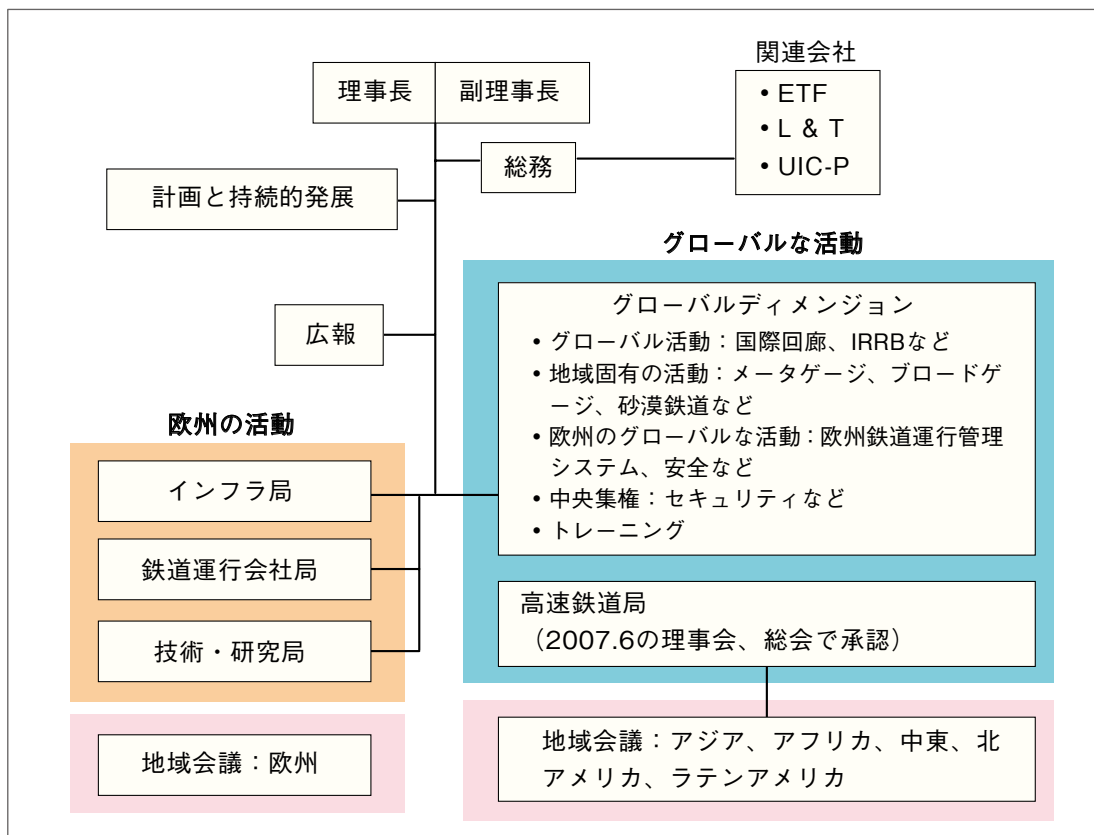 関連会社
理事長 副理事長
• ETF
• L & T
• UIC-P
総務
計画と持続的発展
グローバルな活動
グローバルディメンジョン
• グローバル活動：国際回廊、IRRBなど
• 地域固有の活動：メータゲージ、ブロードゲ
ージ、砂漠鉄道など
• 欧州のグローバルな活動：欧州鉄道運行管理
システム、安全など
• 中央集権：セキュリティなど
• トレーニング
広報
欧州の活動
インフラ局
鉄道運行会社局
技術・研究局
高速鉄道局
（2007.6の理事会、総会で承認）
地域会議：欧州
地域会議：アジア、アフリカ、中東、北
アメリカ、ラテンアメリカ